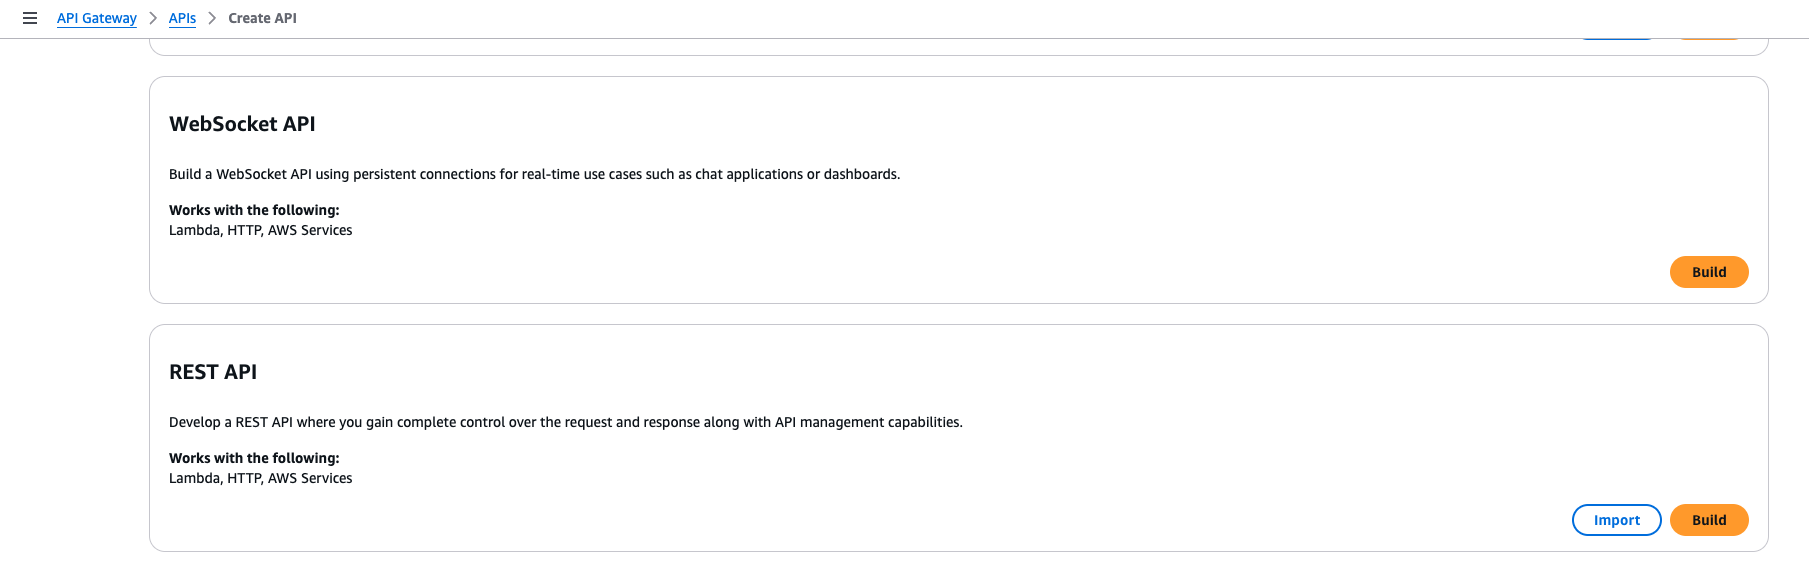 API Gateway > APIs > Create API
WebSocket API
Build a WebSocket API using persistent connections for real-time use cases such as chat applications or dashboards.
Works with the following:
Lambda, HTTP, AWS Services
Build
REST API
Develop a REST API where you gain complete control over the request and response along with API management capabilities.
Works with the following:
Lambda, HTTP, AWS Services
Import Build